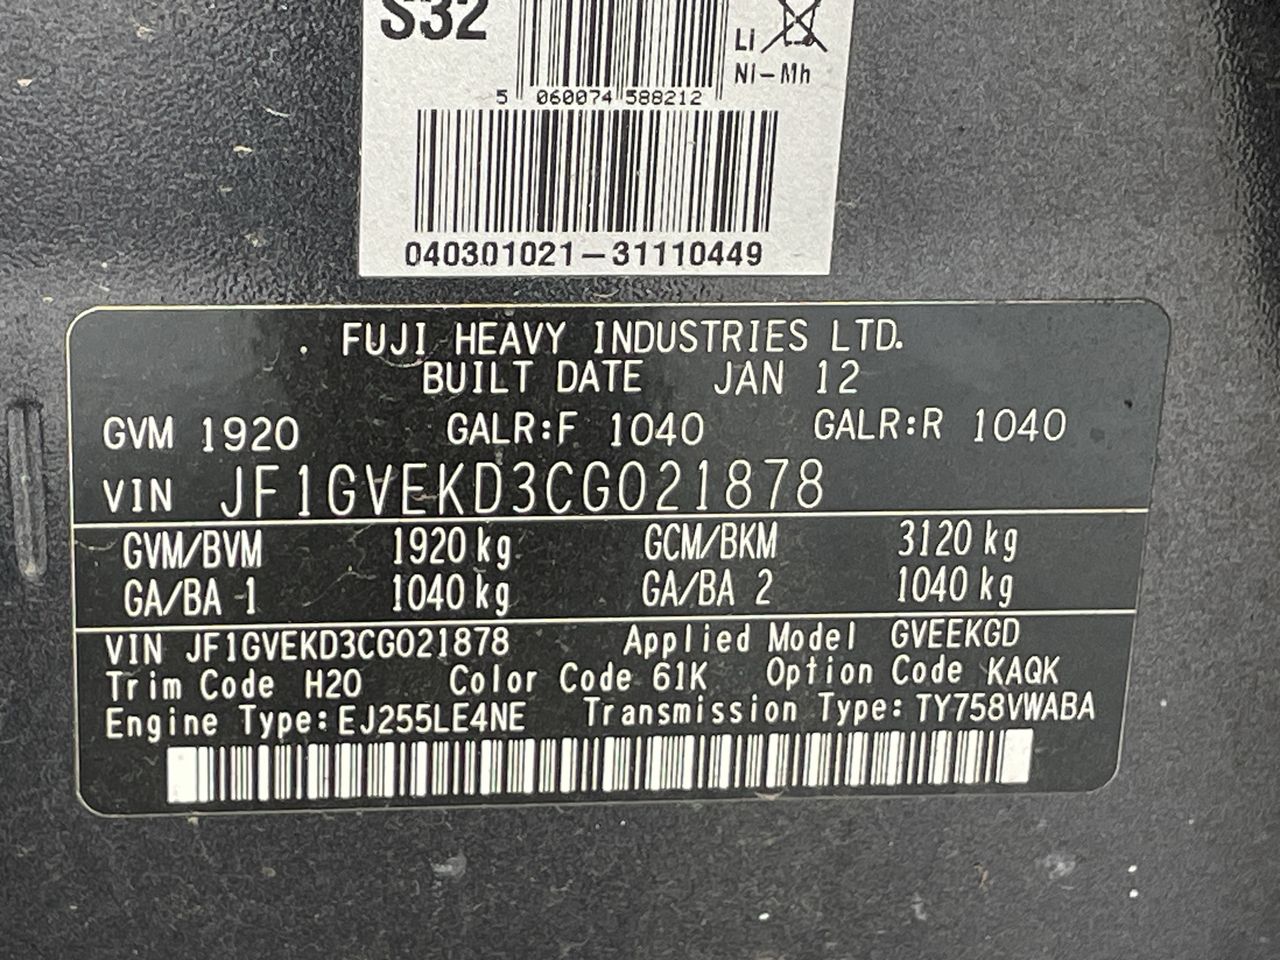 S32
Li
Ni-Mh
5 060074 588212
040301021-31110449
. FUJI HEAVY INDUSTRIES LTD.
BUILT DATE JAN 12
GVM 1920 GALR:F 1040 GALR:R 1040
VIN JF1GVEKD3CG021878
GVM/BVM 1920 kg GCM/BKM 3120 kg
GA/BA 1 1040 kg GA/BA 2 1040 kg
VIN JF1GVEKD3CG021878 Applied Model GVEEKGD
Trim Code H20 Color Code 61K Option Code KAQK
Engine Type:EJ255LE4NE Transmission Type:TY758VWABA